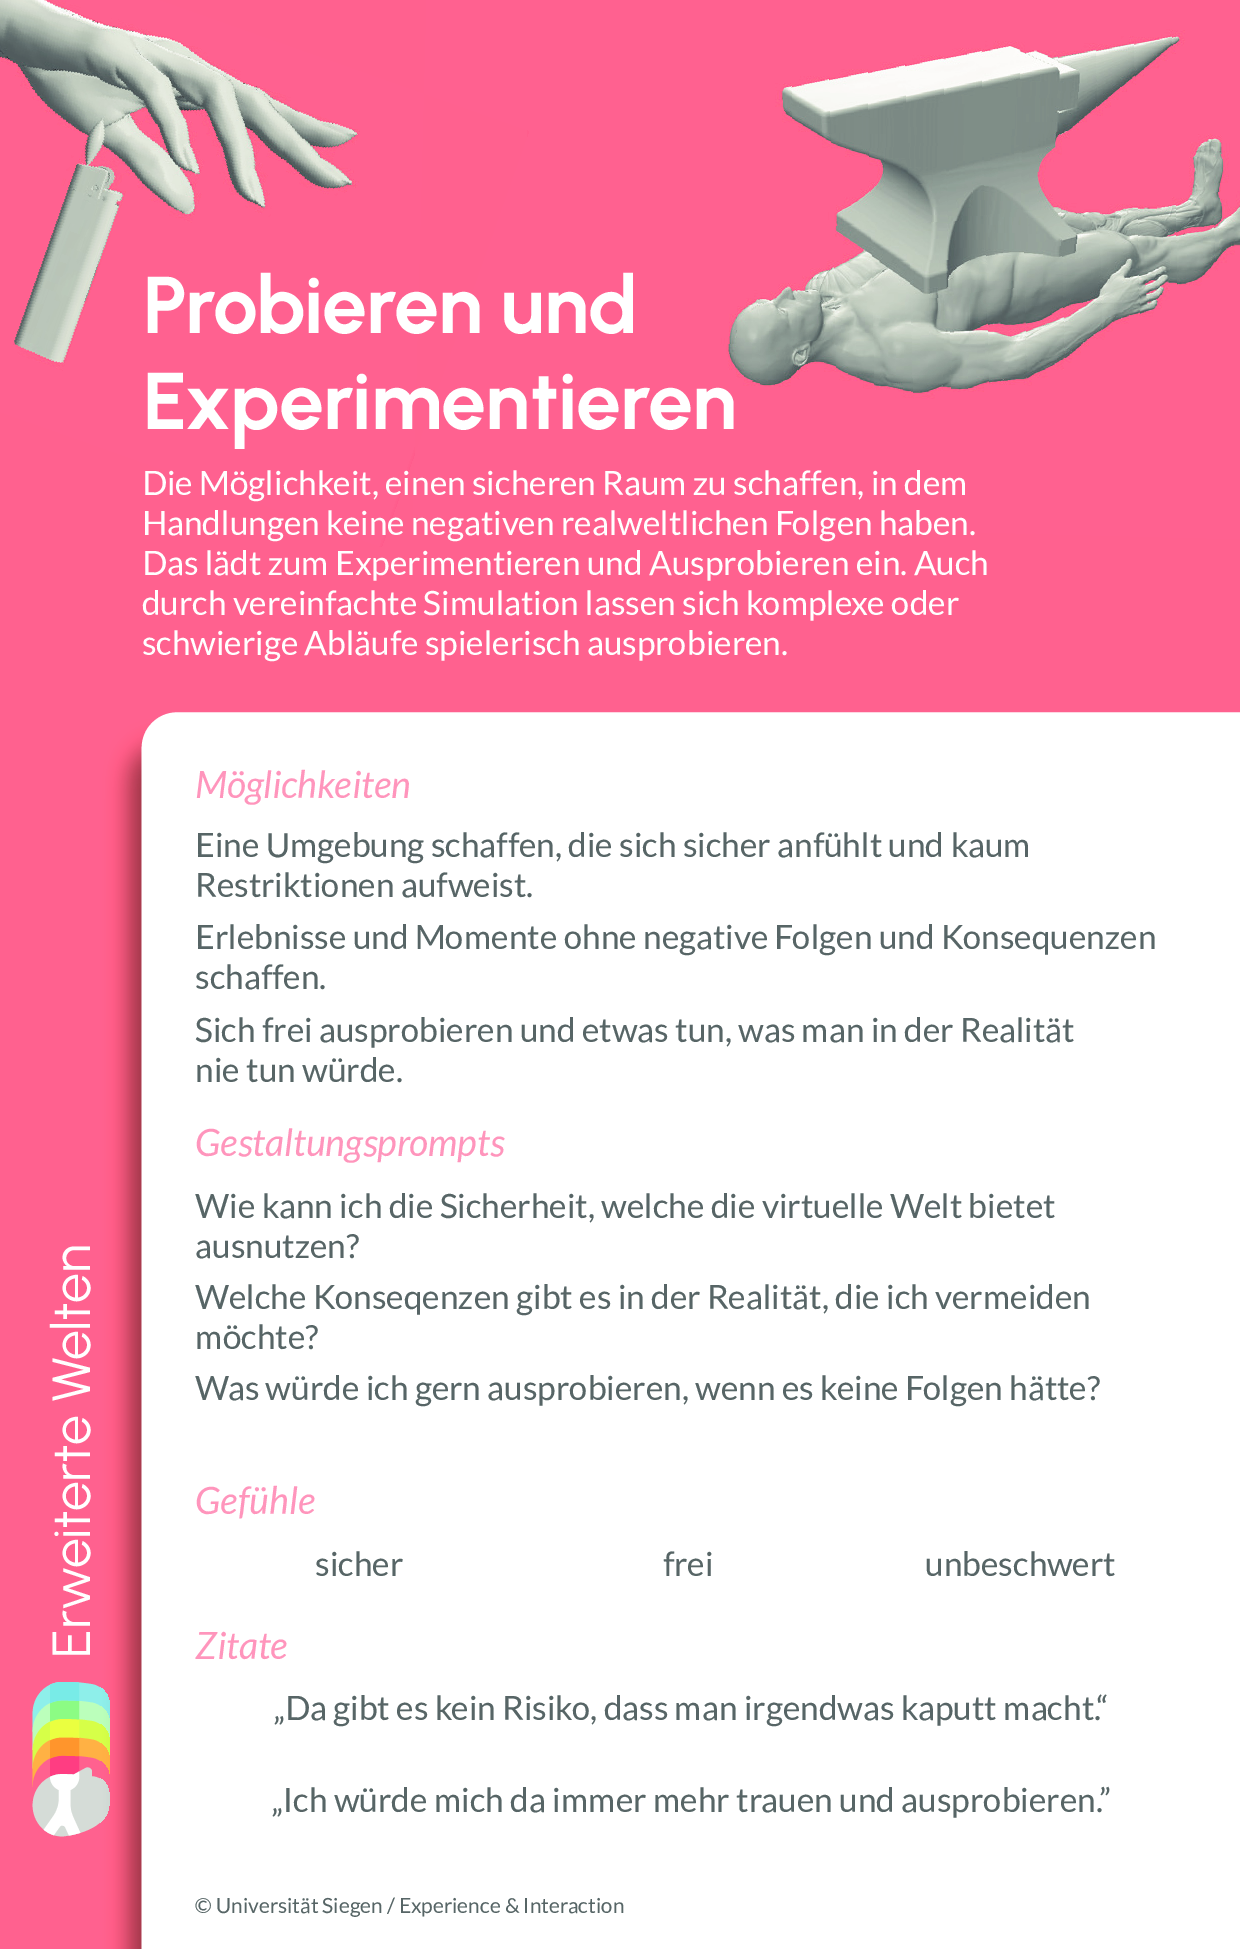 Probieren und
Experimentieren
Die Möglichkeit, einen sicheren Raum zu schaffen, in dem
Handlungen keine negativen realweltlichen Folgen haben.
Das lädt zum Experimentieren und Ausprobieren ein. Auch
durch vereinfachte Simulation lassen sich komplexe oder
schwierige Abläufe spielerisch ausprobieren.
Möglichkeiten
Eine Umgebung schaffen, die sich sicher anfühlt und kaum
Restriktionen aufweist.
Erlebnisse und Momente ohne negative Folgen und Konsequenzen
schaffen.
Sich frei ausprobieren und etwas tun, was man in der Realität
nie tun würde.
Gestaltungsprompts
Wie kann ich die Sicherheit, welche die virtuelle Welt bietet
ausnutzen?
Welche Konseqenzen gibt es in der Realität, die ich vermeiden
möchte?
Was würde ich gern ausprobieren, wenn es keine Folgen hätte?
Gefühle
sicher frei unbeschwert
Zitate
„Da gibt es kein Risiko, dass man irgendwas kaputt macht.“
„Ich würde mich da immer mehr trauen und ausprobieren.”
© Universität Siegen / Experience & Interaction
Erweiterte Welten